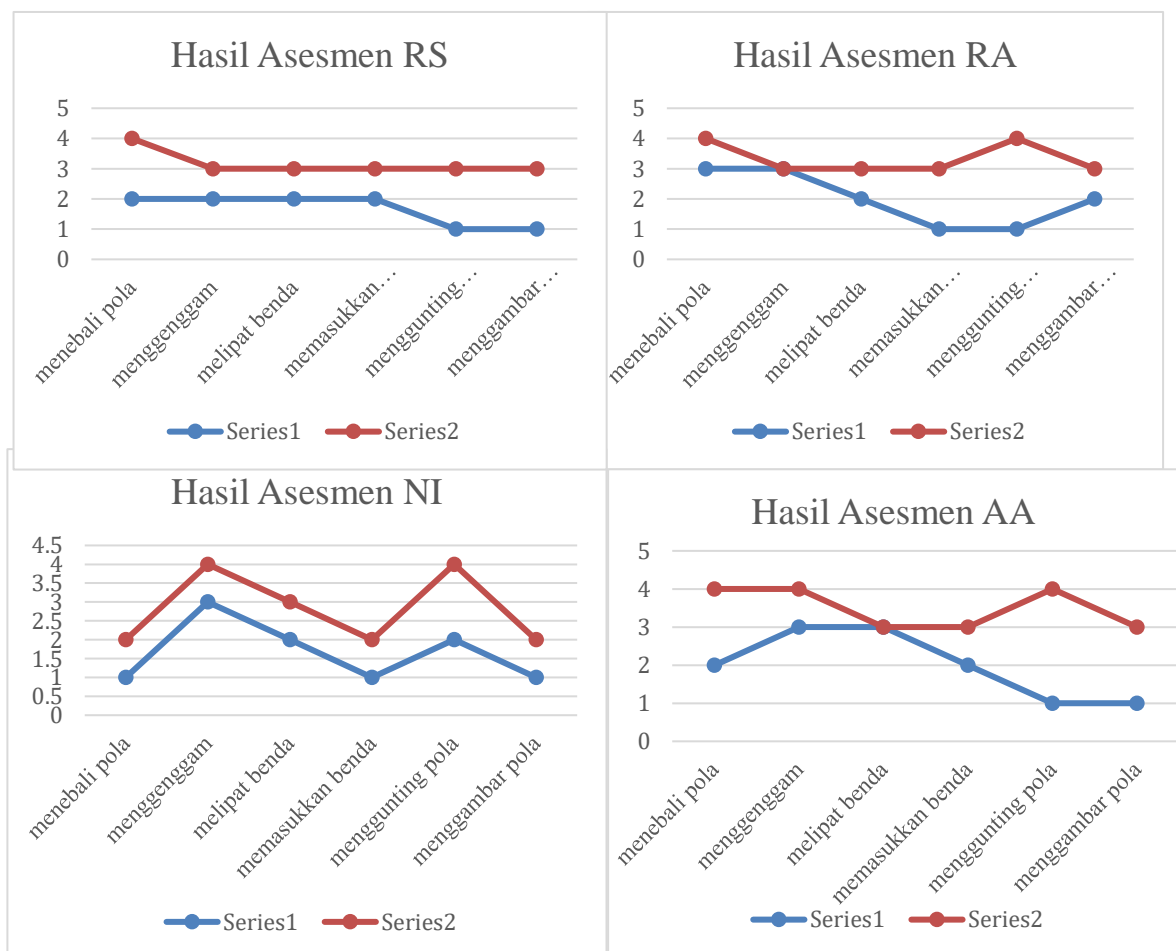 Hasil Asesmen RS
5
4
3
2
1
0
menebali pola
menggenggam
melipat benda
memasukkan…
menggunting…
menggambar…
Series1 Series2
Hasil Asesmen RA
5
4
3
2
1
0
menebali pola
menggenggam
melipat benda
memasukkan…
menggunting…
menggambar…
Series1 Series2
Hasil Asesmen NI
4.5
4
3.5
3
2.5
2
1.5
1
0.5
0
menebali pola
menggenggam
melipat benda
memasukkan benda
menggunting pola
menggambar pola
Series1 Series2
Hasil Asesmen AA
5
4
3
2
1
0
menebali pola
menggenggam
melipat benda
memasukkan benda
menggunting pola
menggambar pola
Series1 Series2